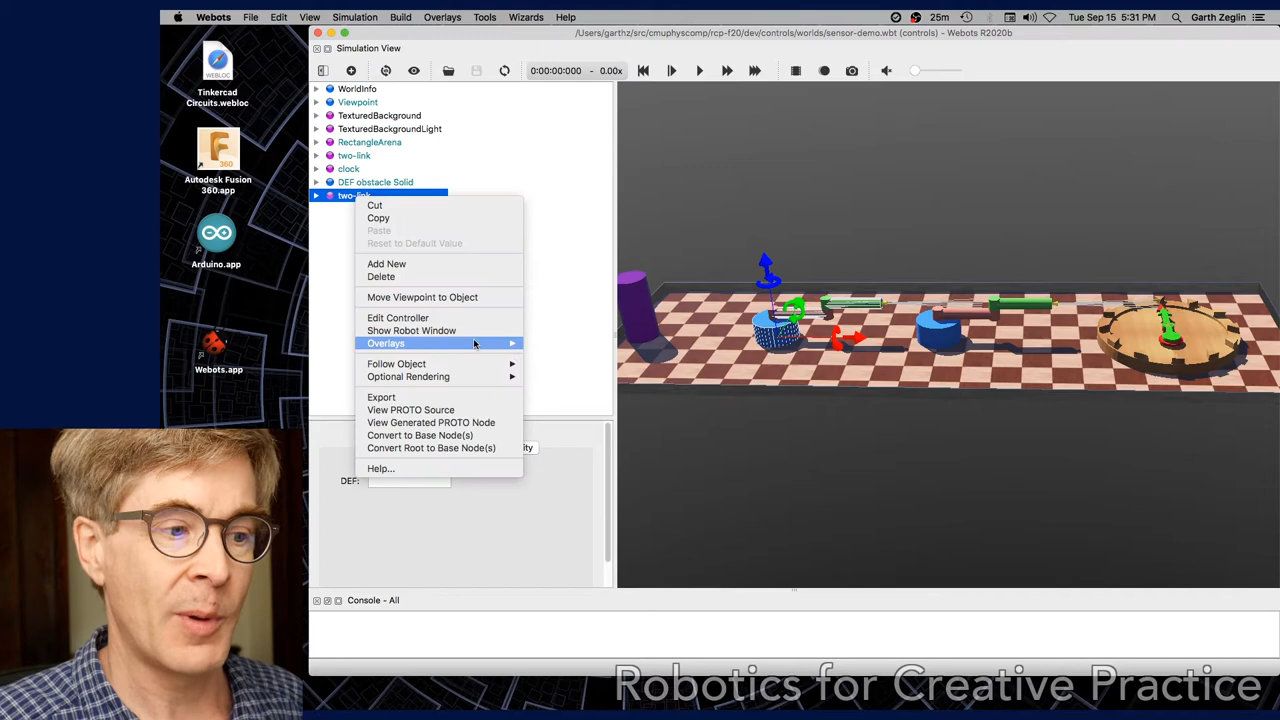 Webots File Edit View Simulation Build Overlays Tools Wizards Help 25m Tue Sep 15 5:31 PM Garth Zeglin
/Users/garthz/src/cmuphyscomp/rcp-f20/dev/controls/worlds/sensor-demo.wbt (controls) - Webots R2020b
Simulation View
0:00:00:000 - 0.00x
WEBLOC
Tinkercad
Circuits.webloc
360
Autodesk Fusion
360.app
Arduino.app
Webots.app
WorldInfo
Viewpoint
TexturedBackground
TexturedBackgroundLight
RectangleArena
two-link
clock
DEF obstacle Solid
two-link
Cut
Copy
Paste
Reset to Default Value
Add New
Delete
Move Viewpoint to Object
Edit Controller
Show Robot Window
Overlays
Follow Object
Optional Rendering
Export
View PROTO Source
View Generated PROTO Node
Convert to Base Node(s)
Convert Root to Base Node(s)
Help...
ity
DEF:
Console - All
Robotics for Creative Practice